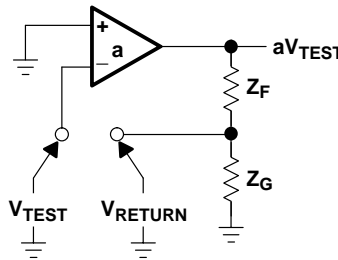 +
a
−
aV_TEST
Z_F
Z_G
V_TEST
V_RETURN